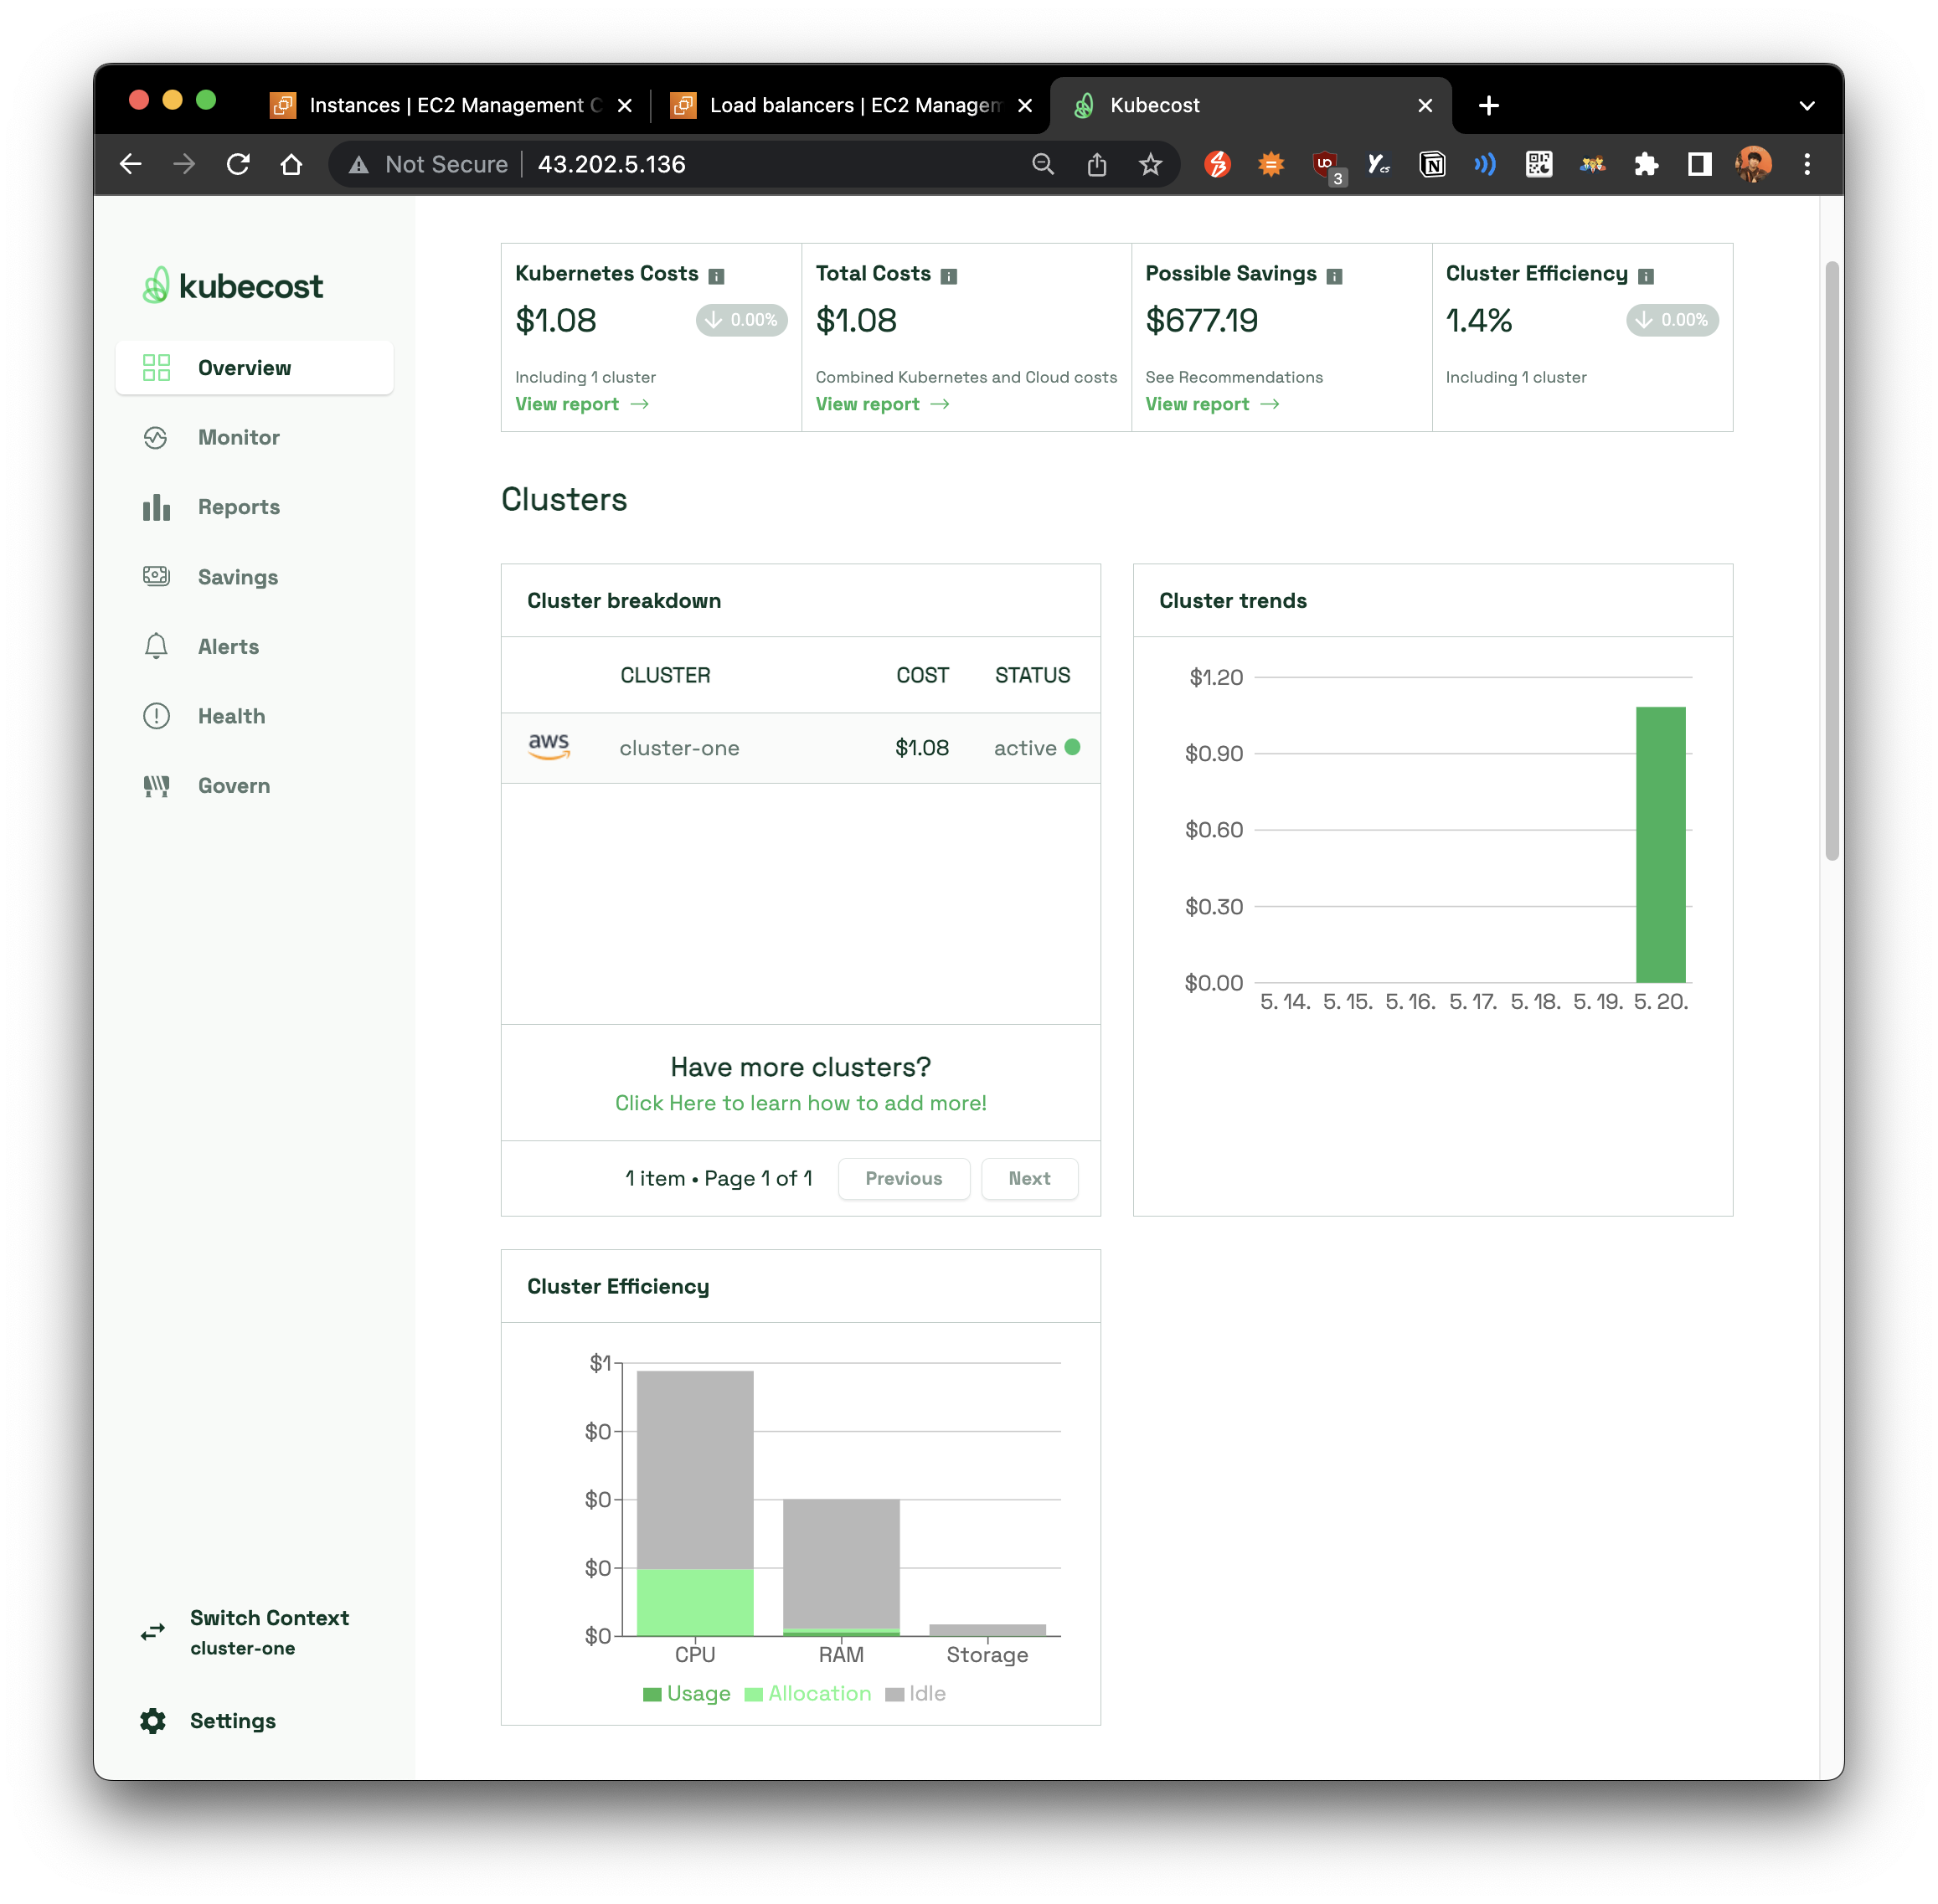 Instances | EC2 Management C
Load balancers | EC2 Managem
Kubecost
Not Secure
43.202.5.136
3
kubecost
Overview
Monitor
Reports
Savings
Alerts
Health
Govern
Switch Context
cluster-one
Settings
Kubernetes Costs
$1.08
0.00%
Including 1 cluster
View report
Total Costs
$1.08
Combined Kubernetes and Cloud costs
View report
Possible Savings
$677.19
See Recommendations
View report
Cluster Efficiency
1.4%
0.00%
Including 1 cluster
Clusters
Cluster breakdown
CLUSTER COST STATUS
aws cluster-one $1.08 active
Have more clusters?
Click Here to learn how to add more!
1 item • Page 1 of 1 Previous Next
Cluster trends
$1.20
$0.90
$0.60
$0.30
$0.00
5. 14. 5. 15. 5. 16. 5. 17. 5. 18. 5. 19. 5. 20.
Cluster Efficiency
$1
$0
$0
$0
$0
CPU RAM Storage
Usage Allocation Idle